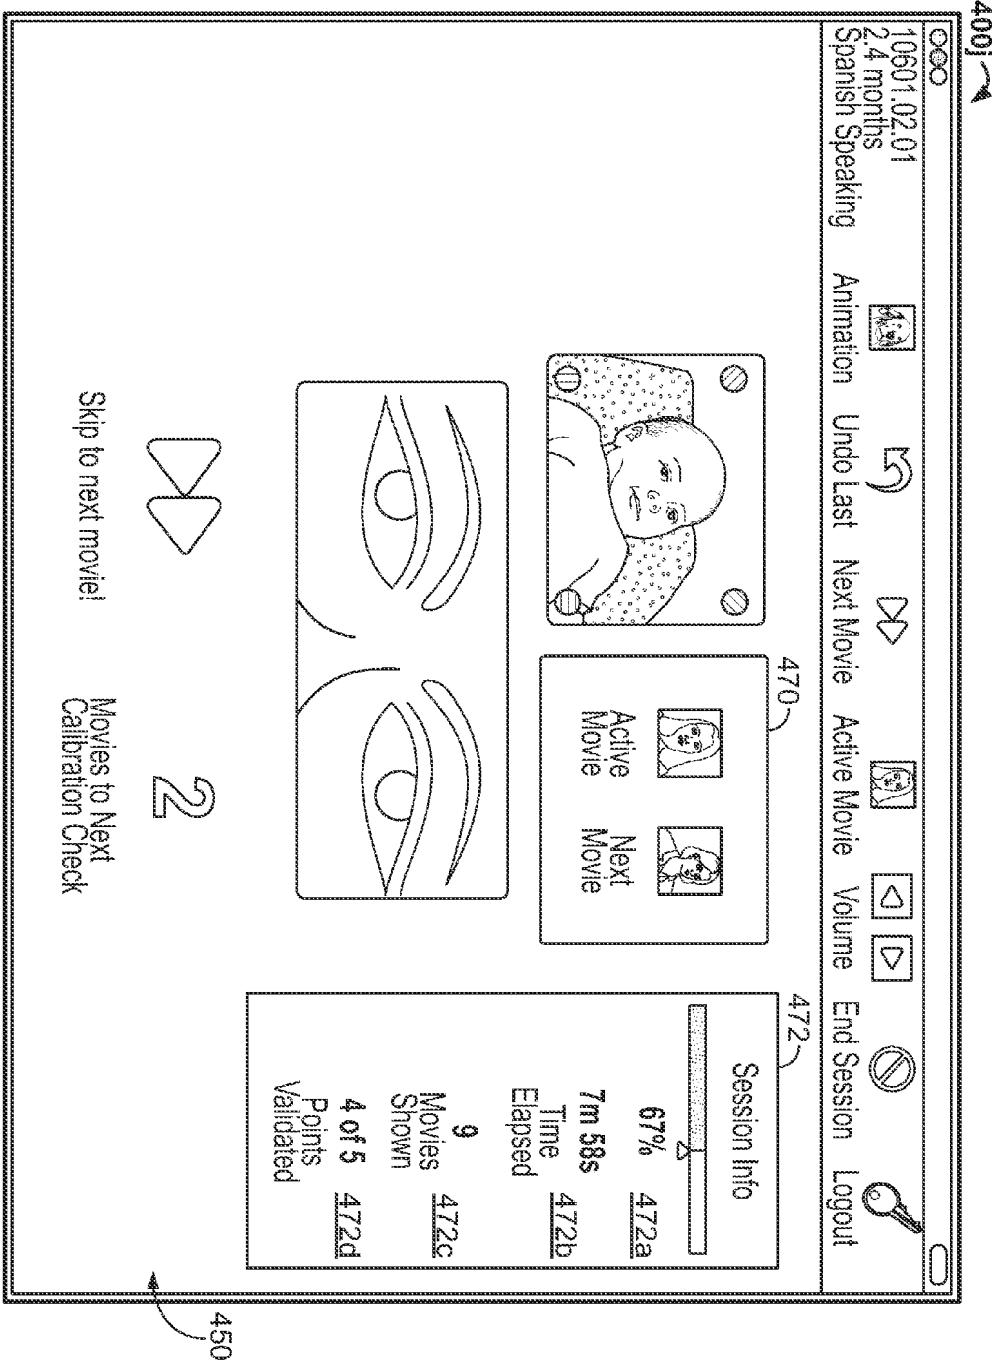 400j
10601.02.01
2.4 months
Spanish Speaking
Animation
Undo Last
Next Movie
Active Movie
Volume
End Session
Logout
470
Active
Movie
Next
Movie
472
Session Info
67%
472a
7m 58s
Time
Elapsed
472b
9
Movies
Shown
472c
4 of 5
Points
Validated
472d
Skip to next movie!
2
Movies to Next
Calibration Check
450